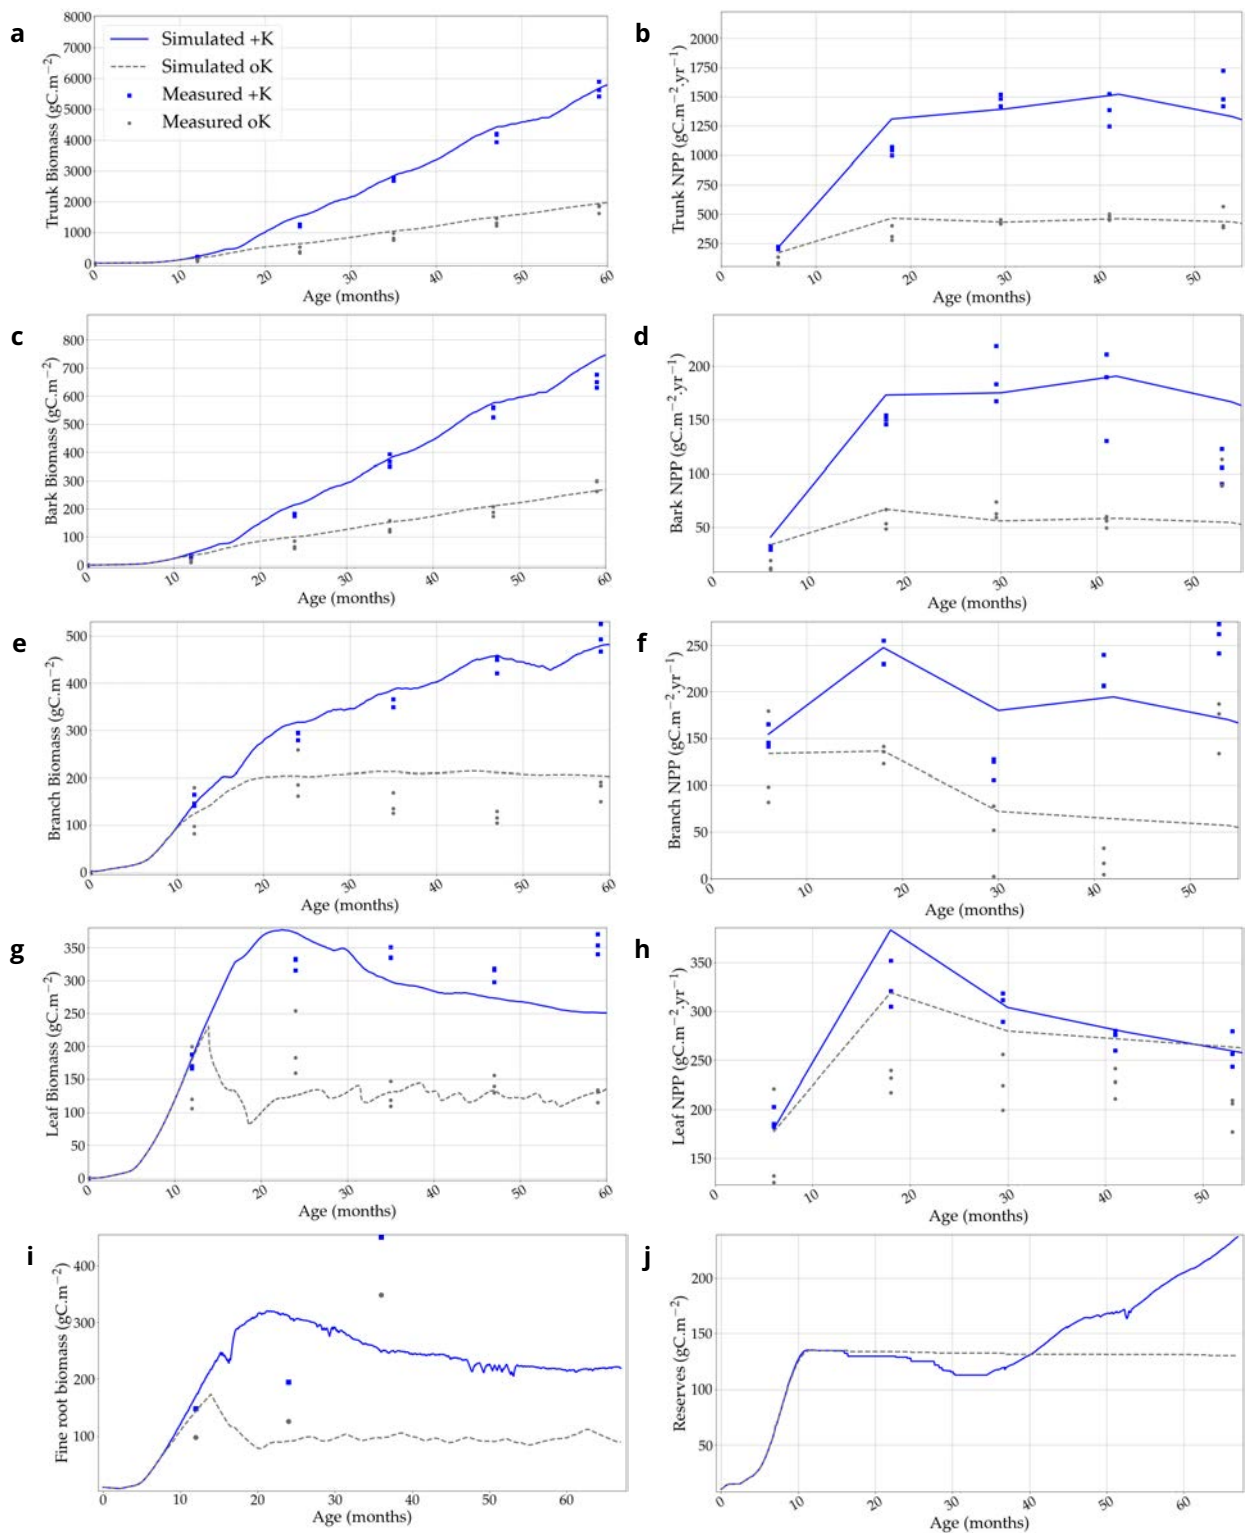 a
Trunk Biomass (gC.m−2)
8000
7000
6000
5000
4000
3000
2000
1000
0
Simulated +K
Simulated oK
Measured +K
Measured oK
0 10 20 30 40 50 60
Age (months)
b
Trunk NPP (gC.m−2.yr−1)
2000
1750
1500
1250
1000
750
500
250
0 10 20 30 40 50
Age (months)
c
Bark Biomass (gC.m−2)
800
700
600
500
400
300
200
100
0
0 10 20 30 40 50 60
Age (months)
d
Bark NPP (gC.m−2.yr−1)
200
150
100
50
0 10 20 30 40 50
Age (months)
e
Branch Biomass (gC.m−2)
500
400
300
200
100
0
0 10 20 30 40 50 60
Age (months)
f
Branch NPP (gC.m−2.yr−1)
250
200
150
100
50
0
0 10 20 30 40 50
Age (months)
g
Leaf Biomass (gC.m−2)
350
300
250
200
150
100
50
0
0 10 20 30 40 50 60
Age (months)
h
Leaf NPP (gC.m−2.yr−1)
350
300
250
200
150
0 10 20 30 40 50
Age (months)
i
Fine root biomass (gC.m−2)
400
300
200
100
0 10 20 30 40 50 60
Age (months)
j
Reserves (gC.m−2)
200
150
100
50
0 10 20 30 40 50 60
Age (months)